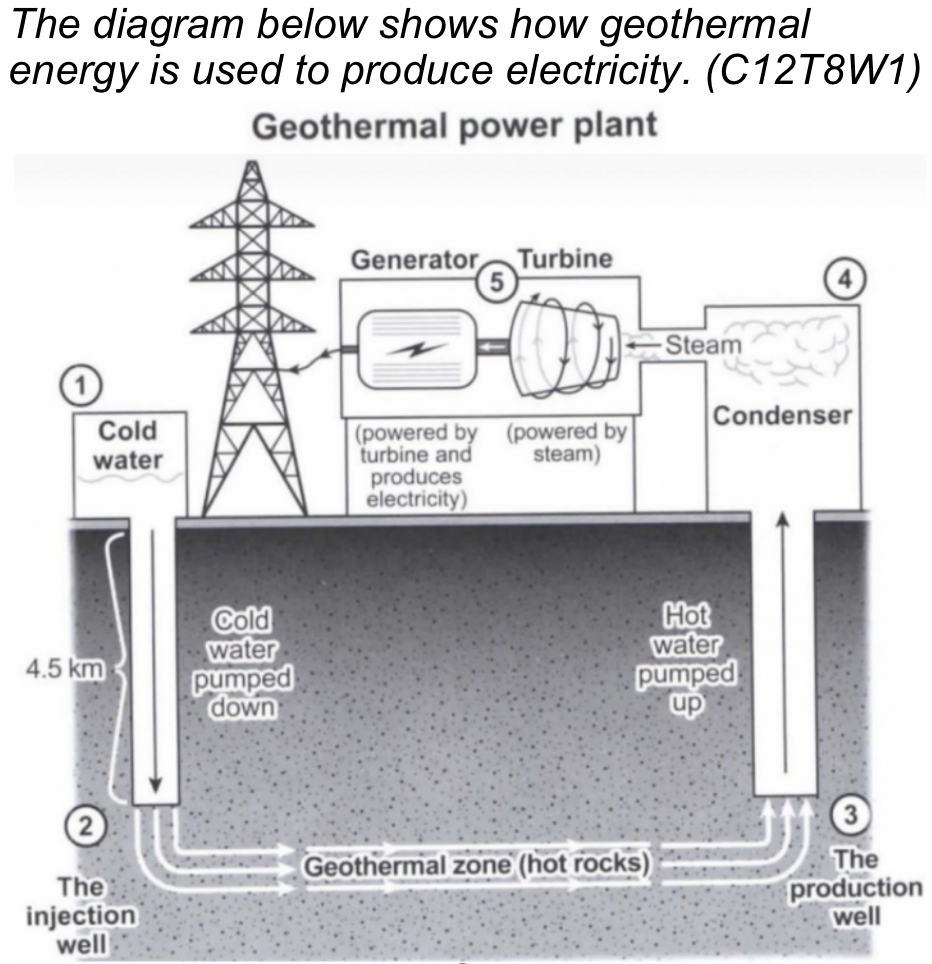 The diagram below shows how geothermal
energy is used to produce electricity. (C12T8W1)
Geothermal power plant
Generator
5
Turbine
4
Steam
1
Cold
water
Condenser
(powered by
turbine and
produces
electricity)
(powered by
steam)
4.5 km
Cold
water
pumped
down
Hot
water
pumped
up
2
The
injection
well
Geothermal zone (hot rocks)
3
The
production
well